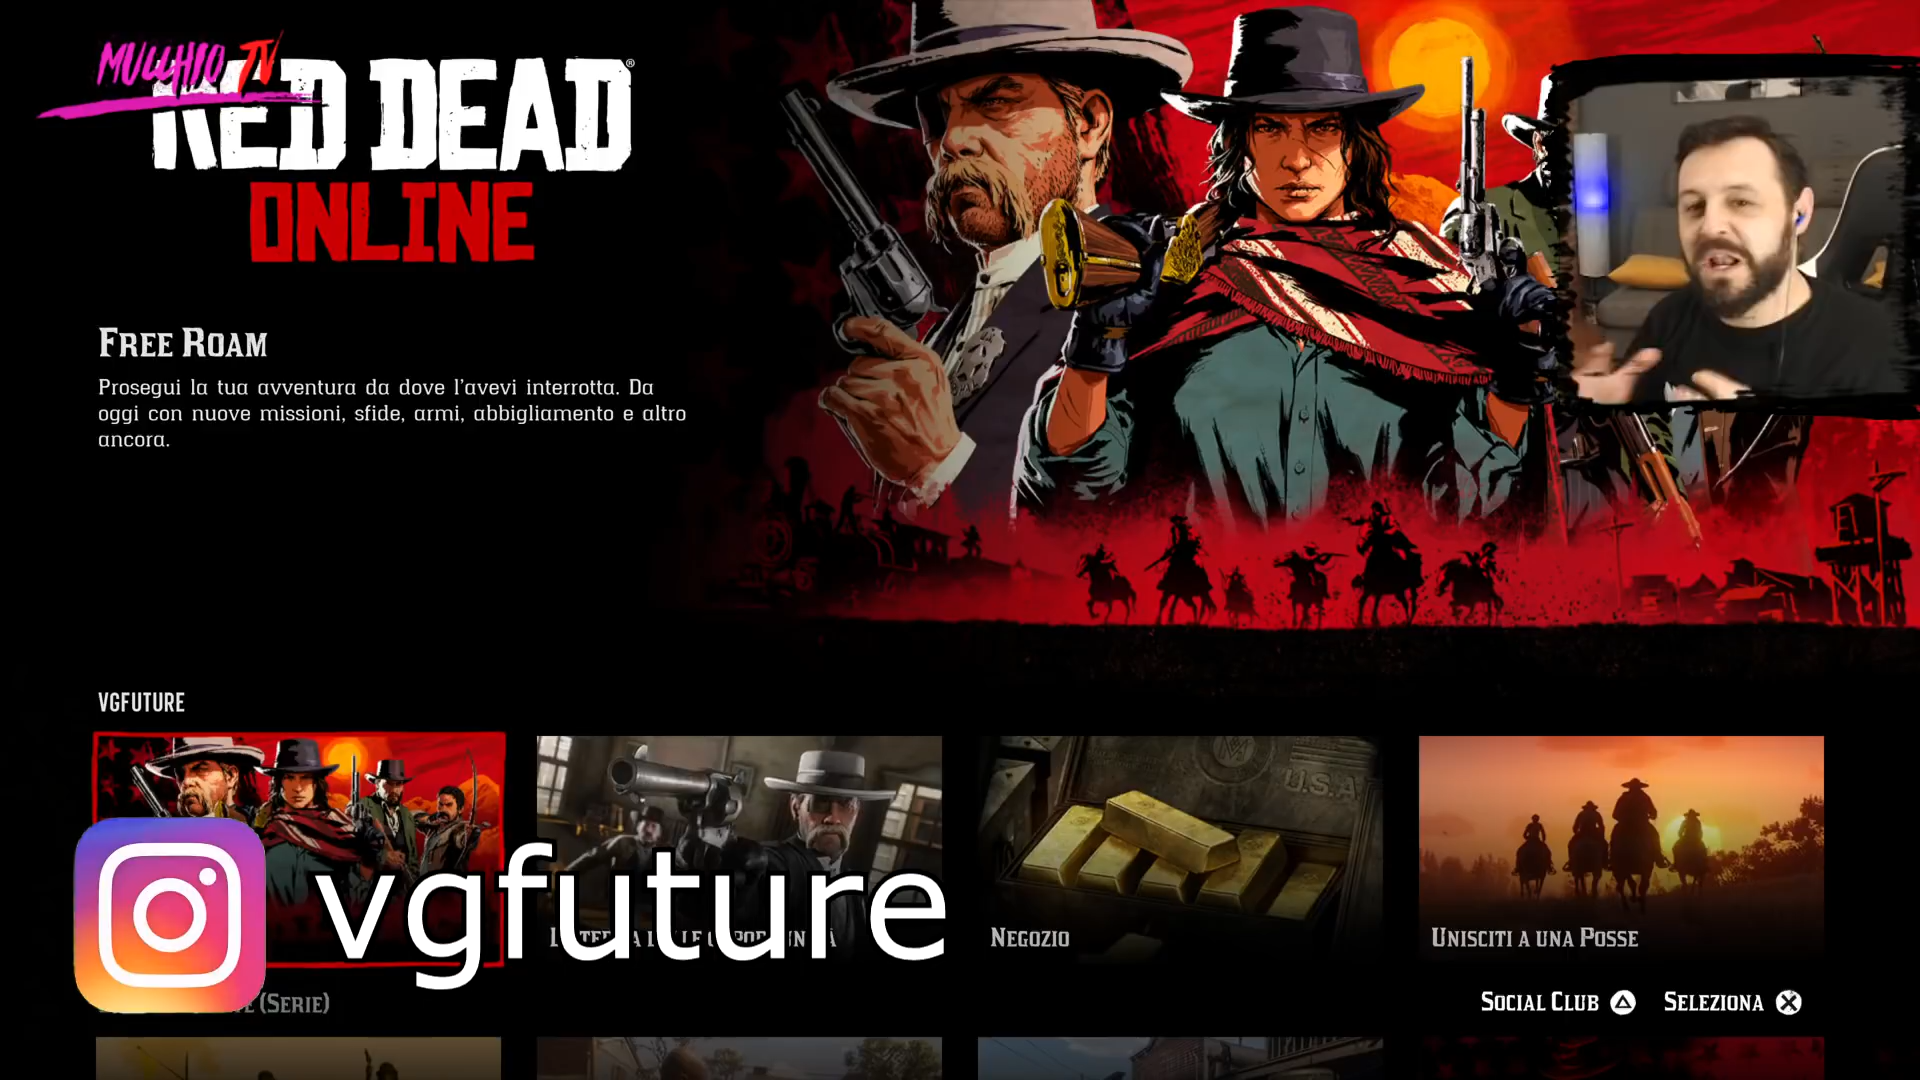 MUCCHIO TV
RED DEAD®
ONLINE
FREE ROAM
Prosegui la tua avventura da dove l'avevi interrotta. Da
oggi con nuove missioni, sfide, armi, abbigliamento e altro
ancora.
VGFUTURE
vgfuture
NEGOZIO
UNISCITI A UNA POSSE
(SERIE)
SOCIAL CLUB
SELEZIONA